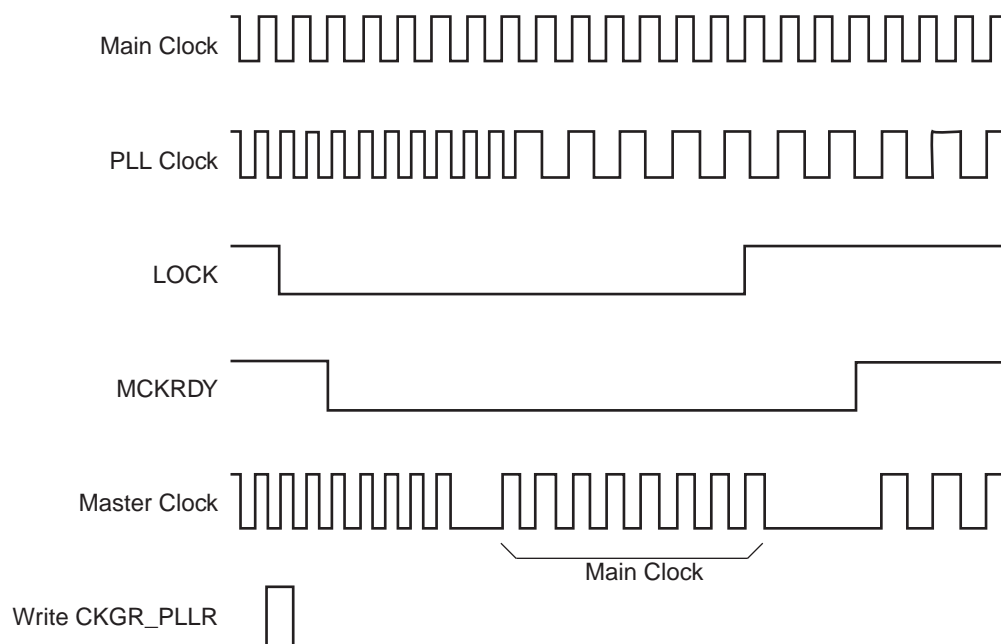 Main Clock
PLL Clock
LOCK
MCKRDY
Master Clock
Main Clock
Write CKGR_PLLR